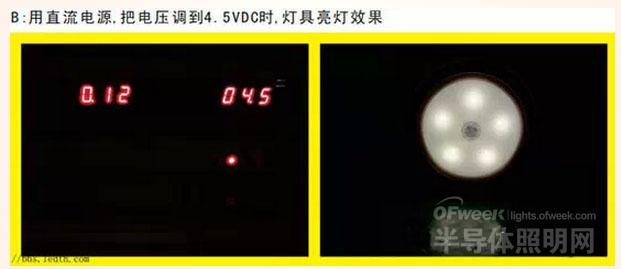 B:用直流电源,把电压调到4.5VDC时,灯具亮灯效果
0.12
04.5
OFweek lights.ofweek.com
半导体照明网
//bbs.ledth.com